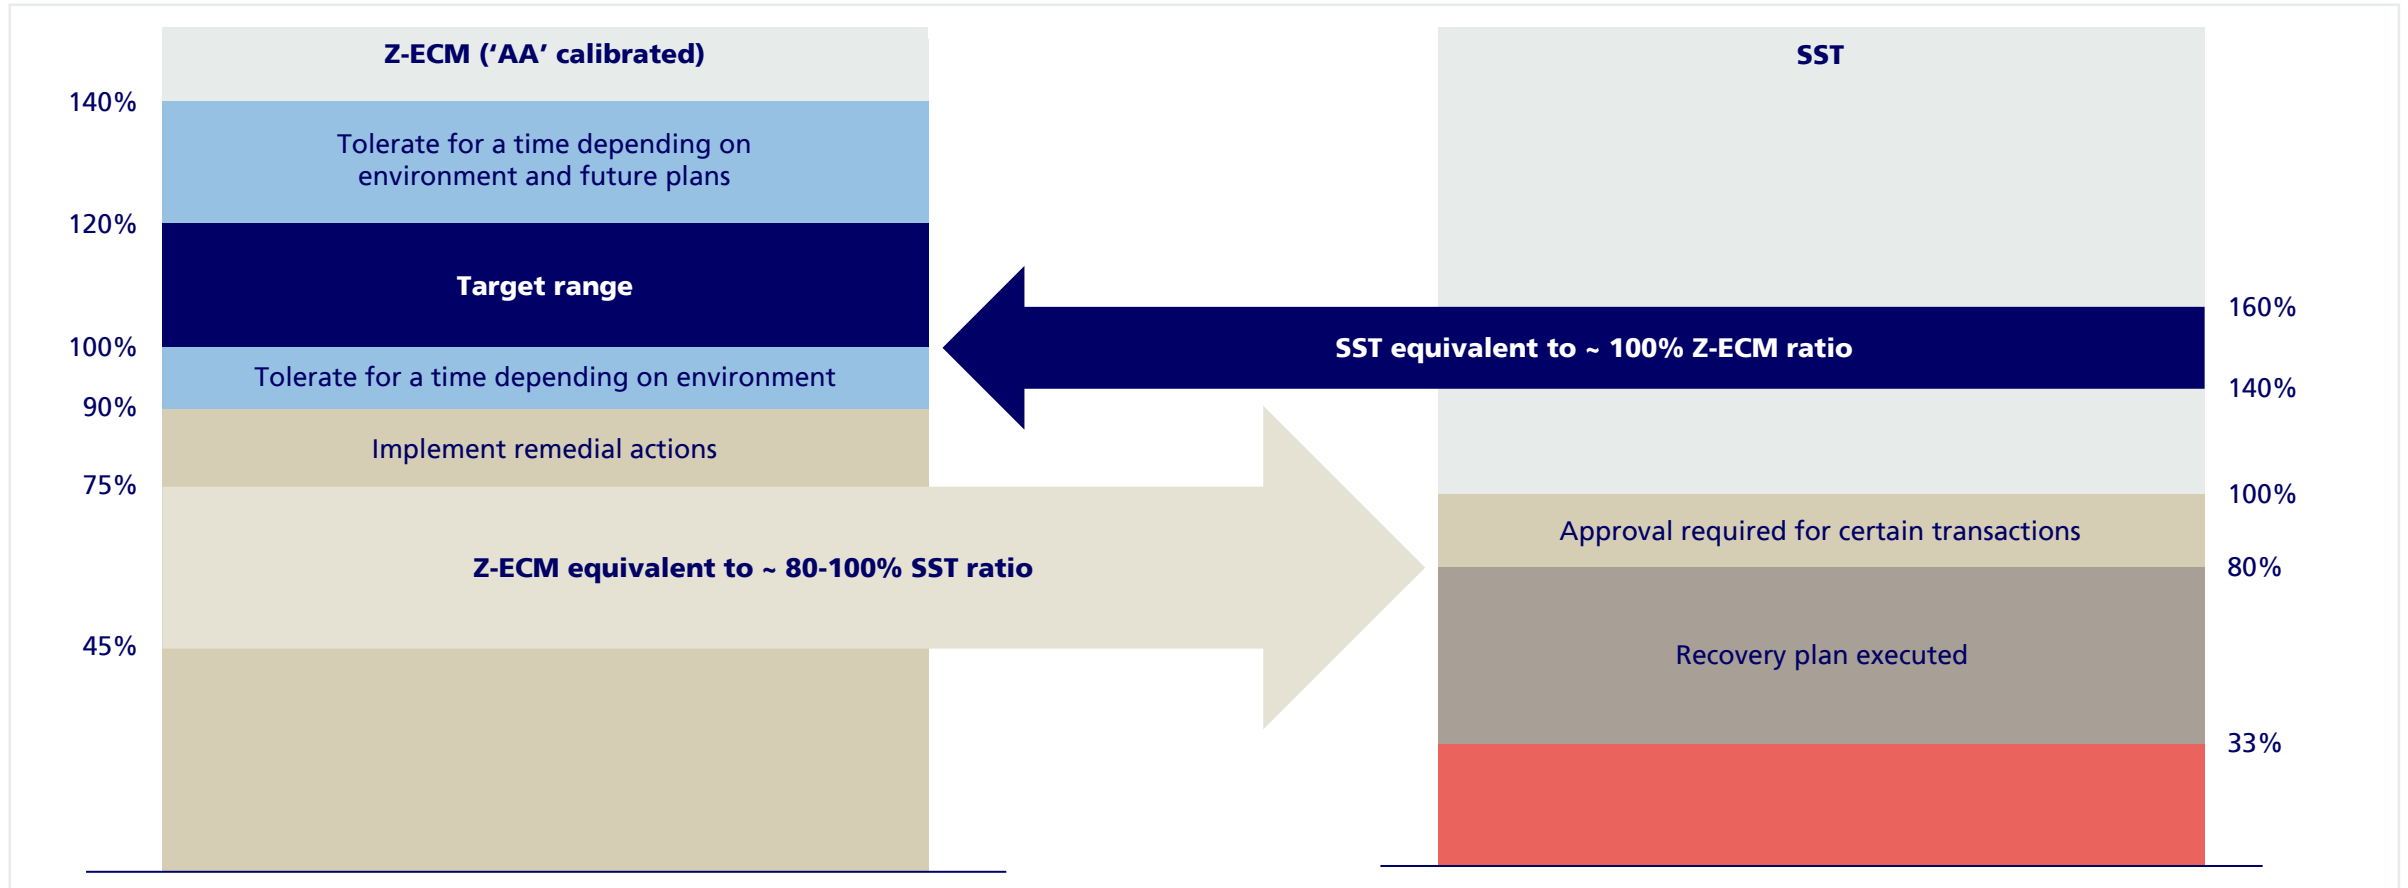 Z-ECM (‘AA’ calibrated)
140%
Tolerate for a time depending on
environment and future plans
120%
Target range
100%
Tolerate for a time depending on environment
90%
Implement remedial actions
75%
Z-ECM equivalent to ~ 80-100% SST ratio
45%
SST
160%
SST equivalent to ~ 100% Z-ECM ratio
140%
100%
Approval required for certain transactions
80%
Recovery plan executed
33%